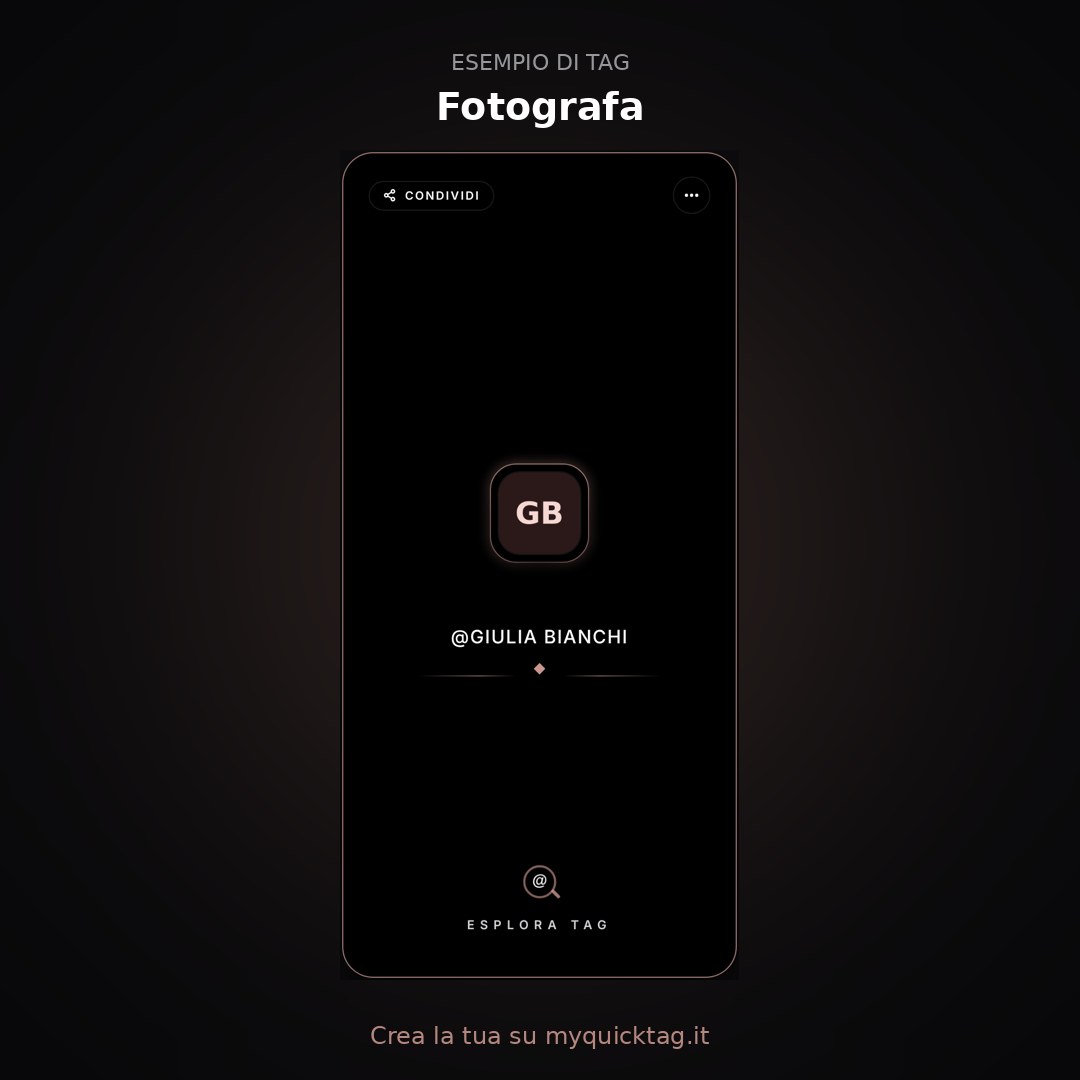 ESEMPIO DI TAG
Fotografa
CONDIVIDI
GB
@GIULIA BIANCHI
@
ESPLORA TAG
Crea la tua su myquicktag.it